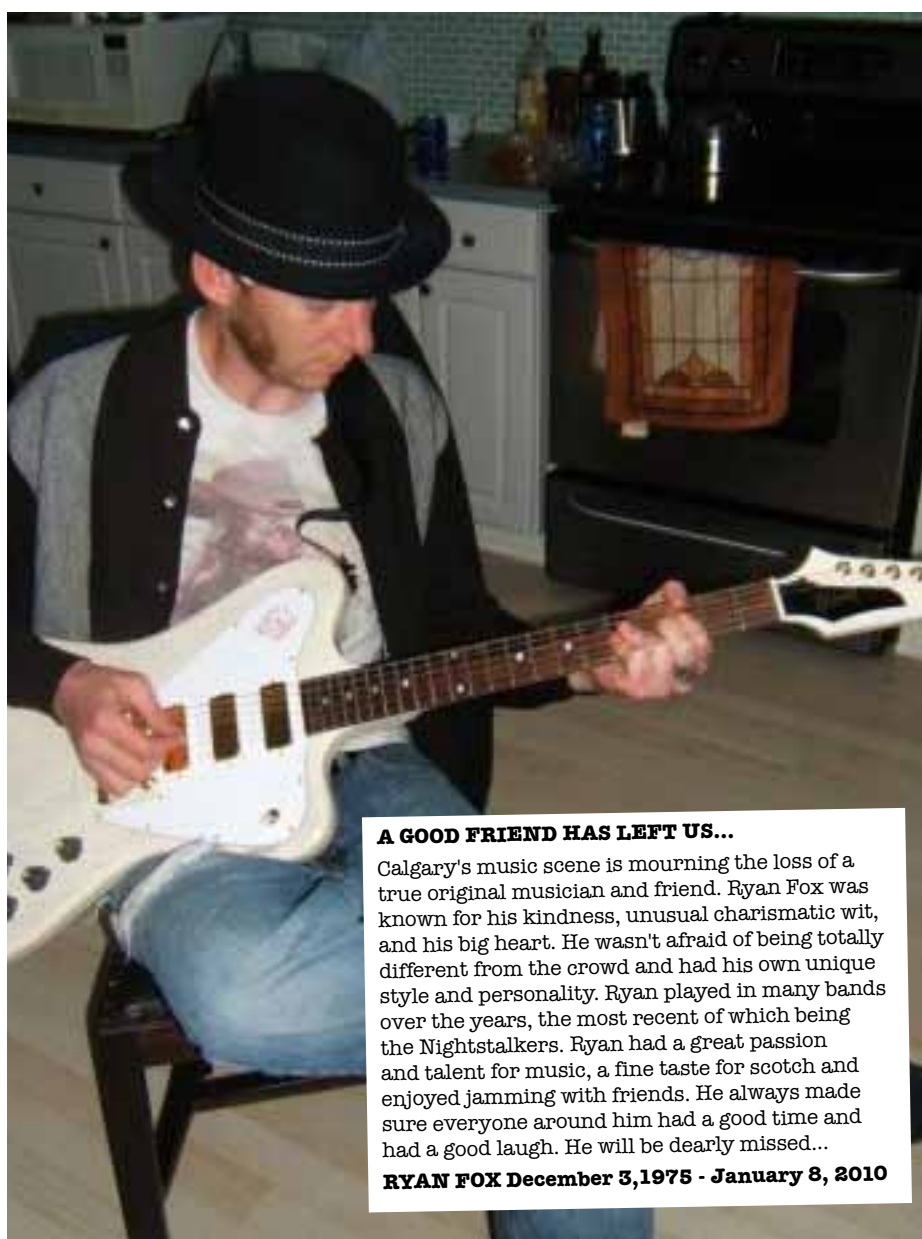 A GOOD FRIEND HAS LEFT US...
Calgary's music scene is mourning the loss of a
true original musician and friend. Ryan Fox was
known for his kindness, unusual charismatic wit,
and his big heart. He wasn't afraid of being totally
different from the crowd and had his own unique
style and personality. Ryan played in many bands
over the years, the most recent of which being
the Nightstalkers. Ryan had a great passion
and talent for music, a fine taste for scotch and
enjoyed jamming with friends. He always made
sure everyone around him had a good time and
had a good laugh. He will be dearly missed...
RYAN FOX December 3,1975 - January 8, 2010